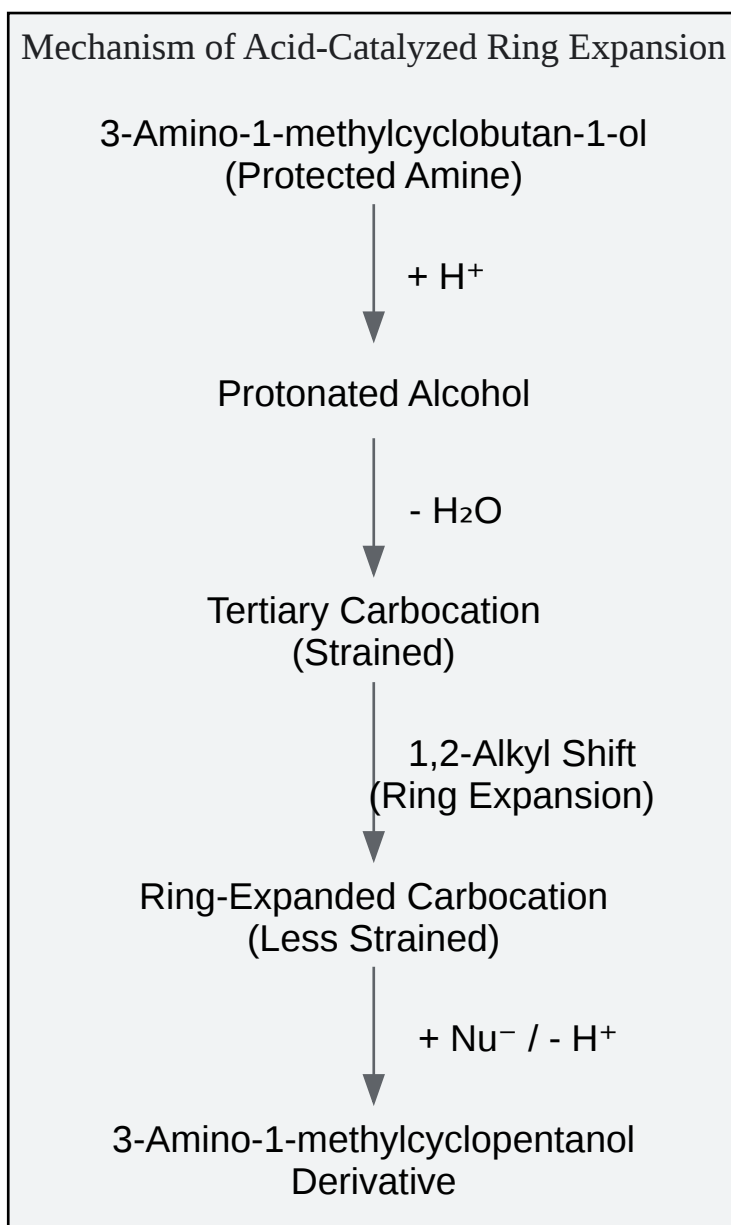 Mechanism of Acid-Catalyzed Ring Expansion
3-Amino-1-methylcyclobutan-1-ol
(Protected Amine)
+ H⁺
Protonated Alcohol
- H₂O
Tertiary Carbocation
(Strained)
1,2-Alkyl Shift
(Ring Expansion)
Ring-Expanded Carbocation
(Less Strained)
+ Nu⁻ / - H⁺
3-Amino-1-methylcyclopentanol
Derivative